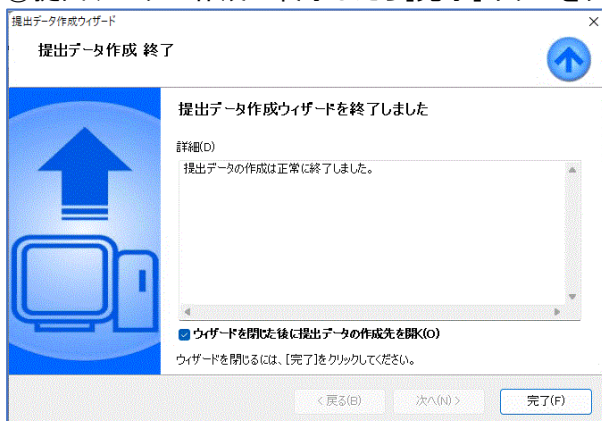 提出データ作成ウィザード
提出データ作成 終了
提出データ作成ウィザードを終了しました
詳細(D)
提出データの作成は正常に終了しました。
ウィザードを閉じた後に提出データの作成先を開く(O)
ウィザードを閉じるには、[完了]をクリックしてください。
< 戻る(B)
次へ(N) >
完了(F)